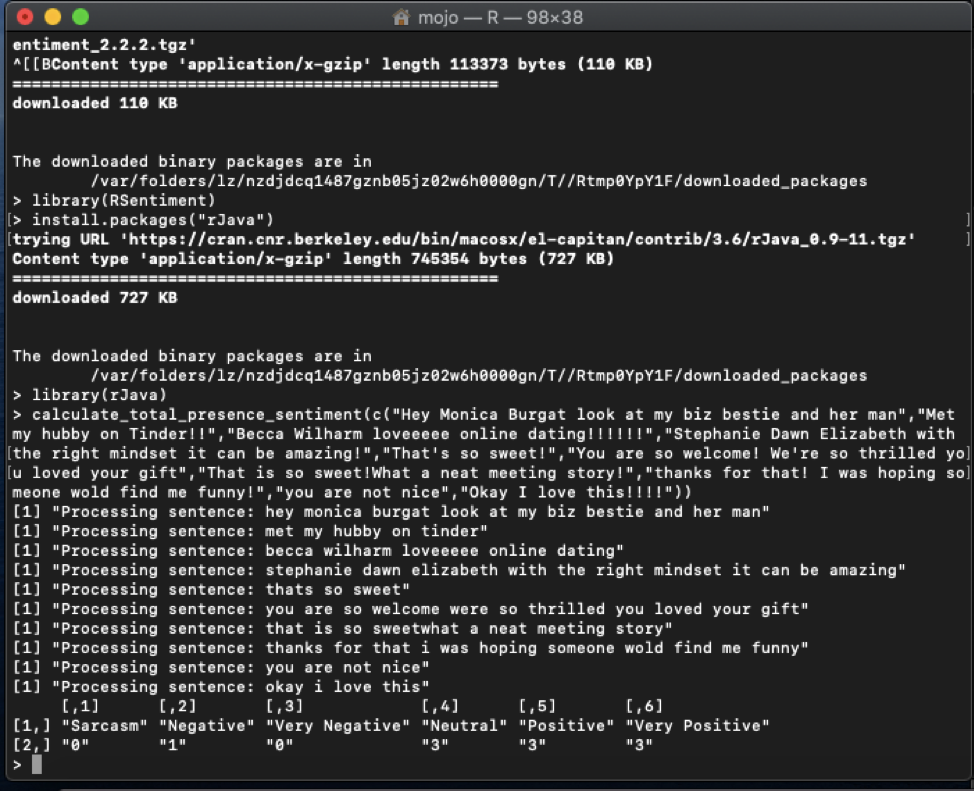 mojo — R — 98×38
entiment_2.2.2.tgz'
^[[BContent type 'application/x-gzip' length 113373 bytes (110 KB)
==================================================
downloaded 110 KB
The downloaded binary packages are in
/var/folders/lz/nzdjdcq1487gznb05jz02w6h0000gn/T//Rtmp0YpY1F/downloaded_packages
> library(RSentiment)
[> install.packages("rJava") ]
[trying URL 'https://cran.cnr.berkeley.edu/bin/macosx/el-capitan/contrib/3.6/rJava_0.9-11.tgz' ]
Content type 'application/x-gzip' length 745354 bytes (727 KB)
==================================================
downloaded 727 KB
The downloaded binary packages are in
/var/folders/lz/nzdjdcq1487gznb05jz02w6h0000gn/T//Rtmp0YpY1F/downloaded_packages
> library(rJava)
> calculate_total_presence_sentiment(c("Hey Monica Burgat look at my biz bestie and her man","Met
my hubby on Tinder!!","Becca Wilharm loveeeee online dating!!!!!!","Stephanie Dawn Elizabeth with
[the right mindset it can be amazing!","That's so sweet!","You are so welcome! We're so thrilled yo]
[u loved your gift","That is so sweet!What a neat meeting story!","thanks for that! I was hoping so]
meone wold find me funny!","you are not nice","Okay I love this!!!!"))
[1] "Processing sentence: hey monica burgat look at my biz bestie and her man"
[1] "Processing sentence: met my hubby on tinder"
[1] "Processing sentence: becca wilharm loveeeee online dating"
[1] "Processing sentence: stephanie dawn elizabeth with the right mindset it can be amazing"
[1] "Processing sentence: thats so sweet"
[1] "Processing sentence: you are so welcome were so thrilled you loved your gift"
[1] "Processing sentence: that is so sweetwhat a neat meeting story"
[1] "Processing sentence: thanks for that i was hoping someone wold find me funny"
[1] "Processing sentence: you are not nice"
[1] "Processing sentence: okay i love this"
[,1] [,2] [,3] [,4] [,5] [,6]
[1,] "Sarcasm" "Negative" "Very Negative" "Neutral" "Positive" "Very Positive"
[2,] "0" "1" "0" "3" "3" "3"
>